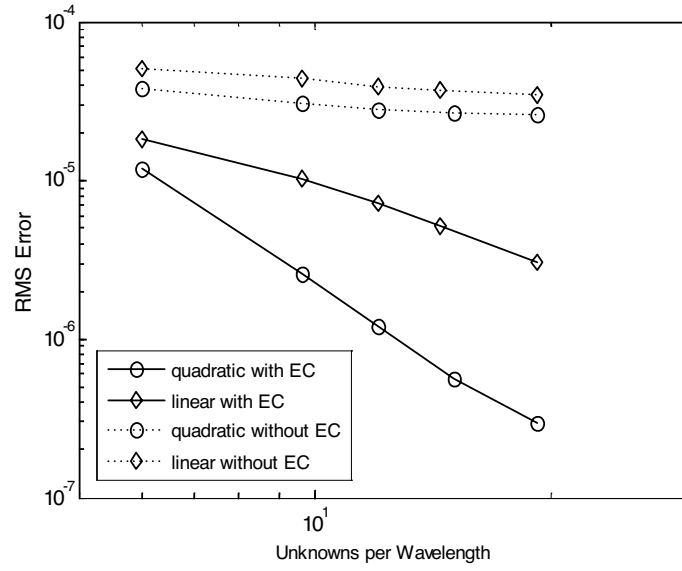 10^-4
10^-5
10^-6
10^-7
RMS Error
quadratic with EC
linear with EC
quadratic without EC
linear without EC
10^1
Unknowns per Wavelength